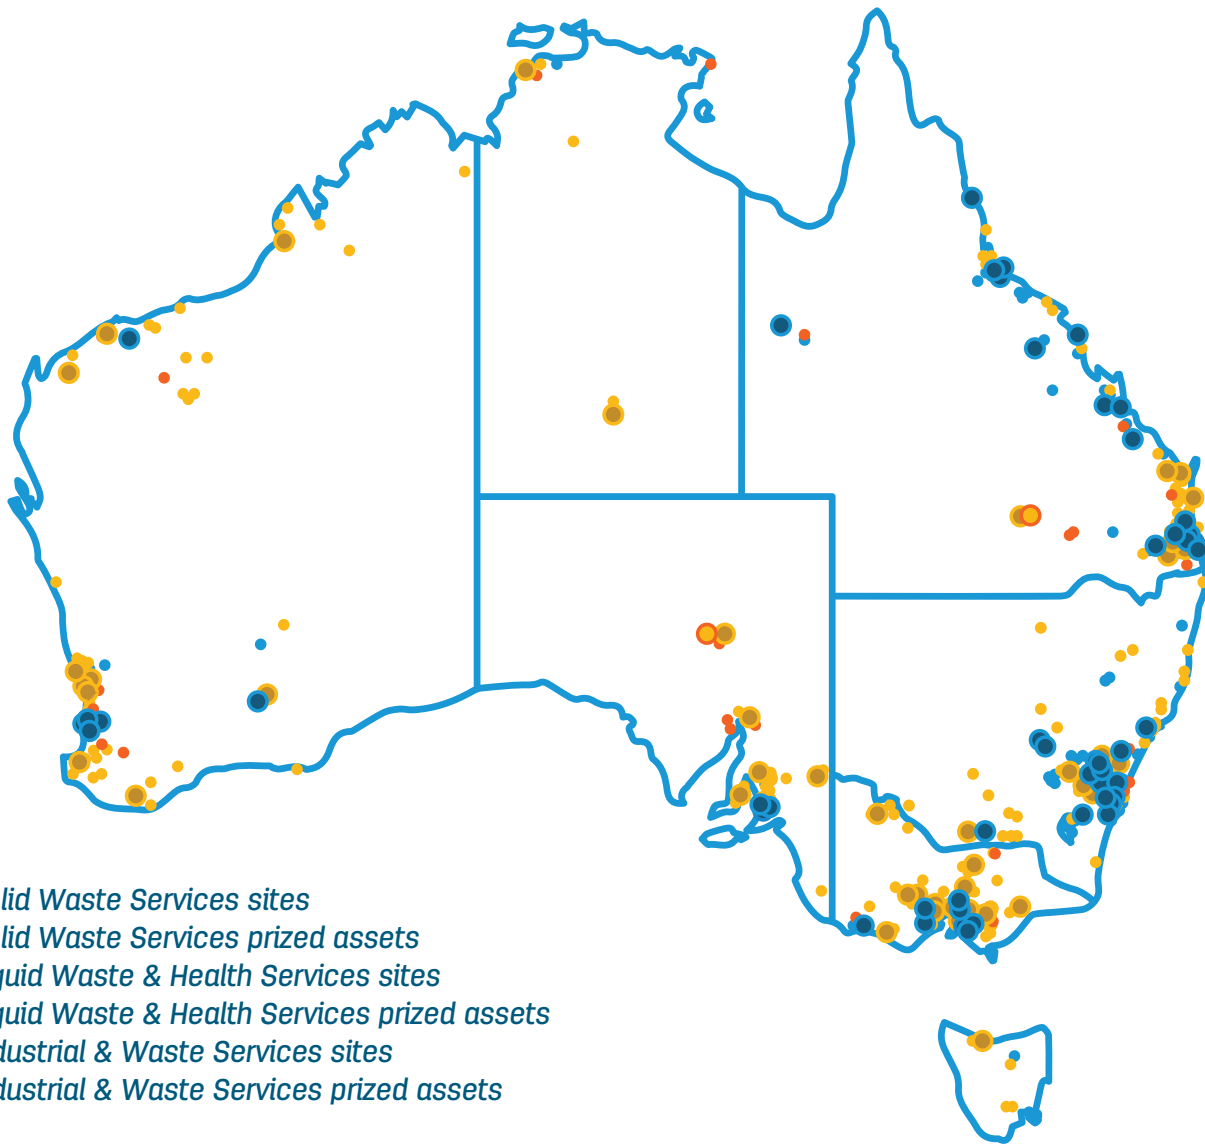 lid Waste Services sites
lid Waste Services prized assets
quid Waste & Health Services sites
quid Waste & Health Services prized assets
dustrial & Waste Services sites
dustrial & Waste Services prized assets